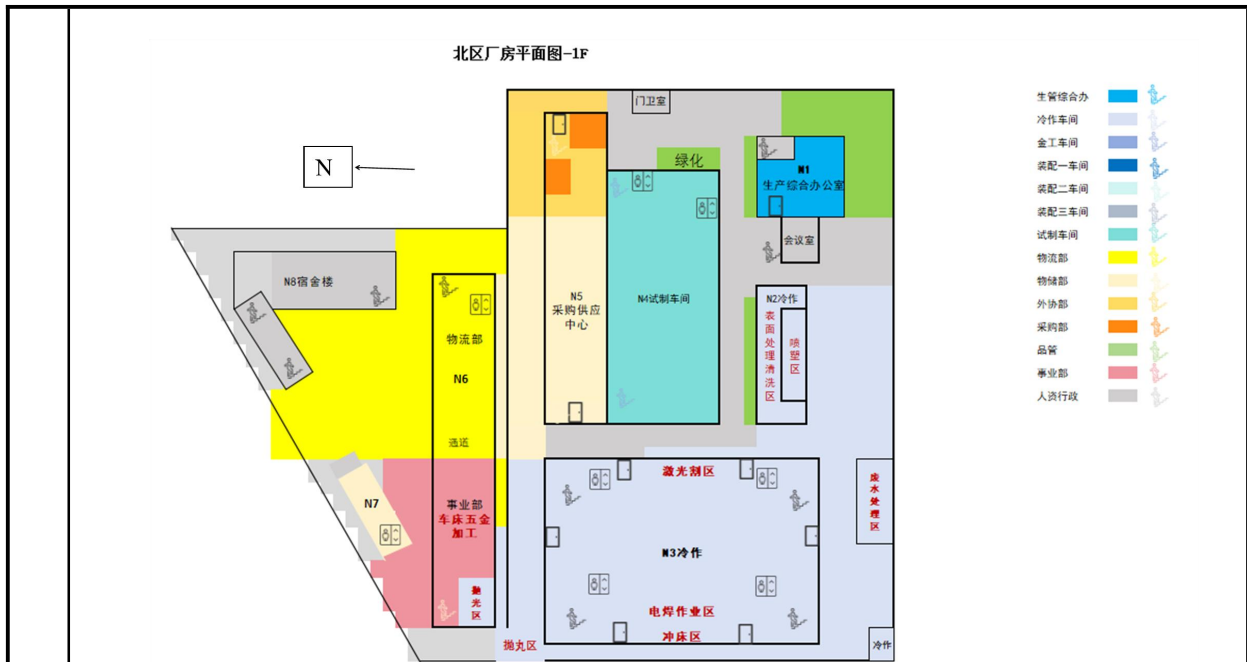 北区厂房平面图-1F
N
门卫室
绿化
N1
生产综合办公室
会议室
N8宿舍楼
物流部
N6
通道
N5
采购供应
中心
N4试制车间
N2冷作
表面处理清洗区
喷塑区
N7
事业部
车床五金
加工
抛光区
抛丸区
激光割区
N3冷作
电焊作业区
冲床区
废水处理区
冷作
生管综合办
冷作车间
金工车间
装配一车间
装配二车间
装配三车间
试制车间
物流部
物储部
外协部
采购部
品管
事业部
人资行政